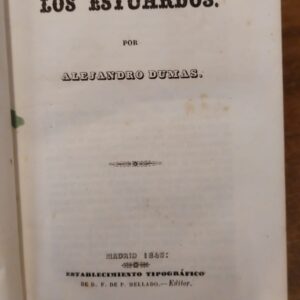 LOS ESTUARDOS.
POR
ALEJANDRO DUMAS.
MADRID
ESTABLECIMIENTO TIPOGRÁFICO
DE D. F. DE P. MELLADO.—Editor.